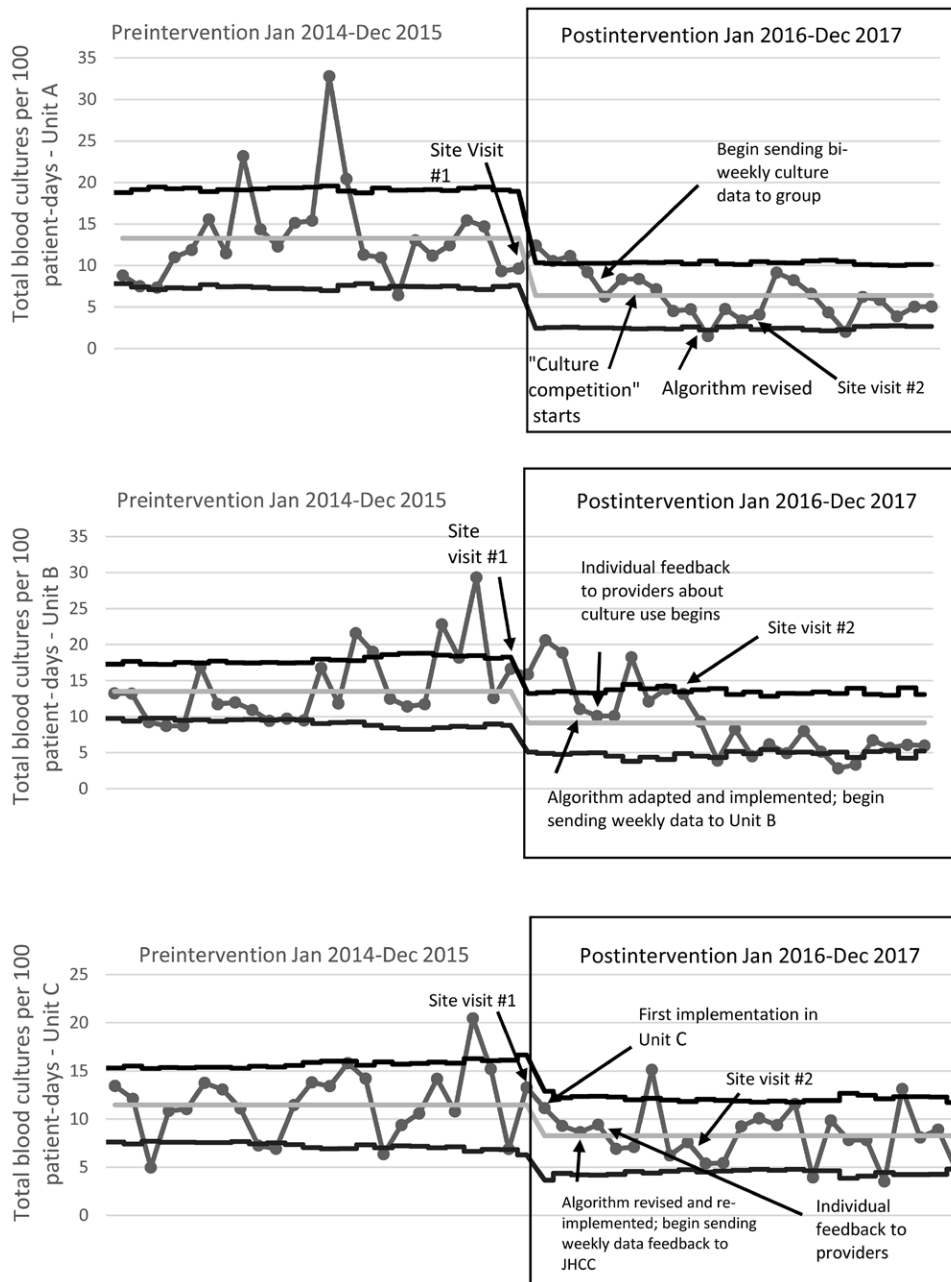 Preintervention Jan 2014-Dec 2015
Postintervention Jan 2016-Dec 2017
Total blood cultures per 100
patient-days - Unit A
35
30
25
20
15
10
5
0
Site Visit
#1
Begin sending bi-
weekly culture
data to group
"Culture
competition"
starts
Algorithm revised
Site visit #2
Preintervention Jan 2014-Dec 2015
Postintervention Jan 2016-Dec 2017
Total blood cultures per 100
patient-days - Unit B
35
30
25
20
15
10
5
0
Site
visit #1
Individual feedback
to providers about
culture use begins
Site visit #2
Algorithm adapted and implemented; begin
sending weekly data to Unit B
Preintervention Jan 2014-Dec 2015
Postintervention Jan 2016-Dec 2017
Total blood cultures per 100
patient-days - Unit C
25
20
15
10
5
0
Site visit #1
First implementation in
Unit C
Site visit #2
Algorithm revised and re-
implemented; begin sending
weekly data feedback to
JHCC
Individual
feedback to
providers